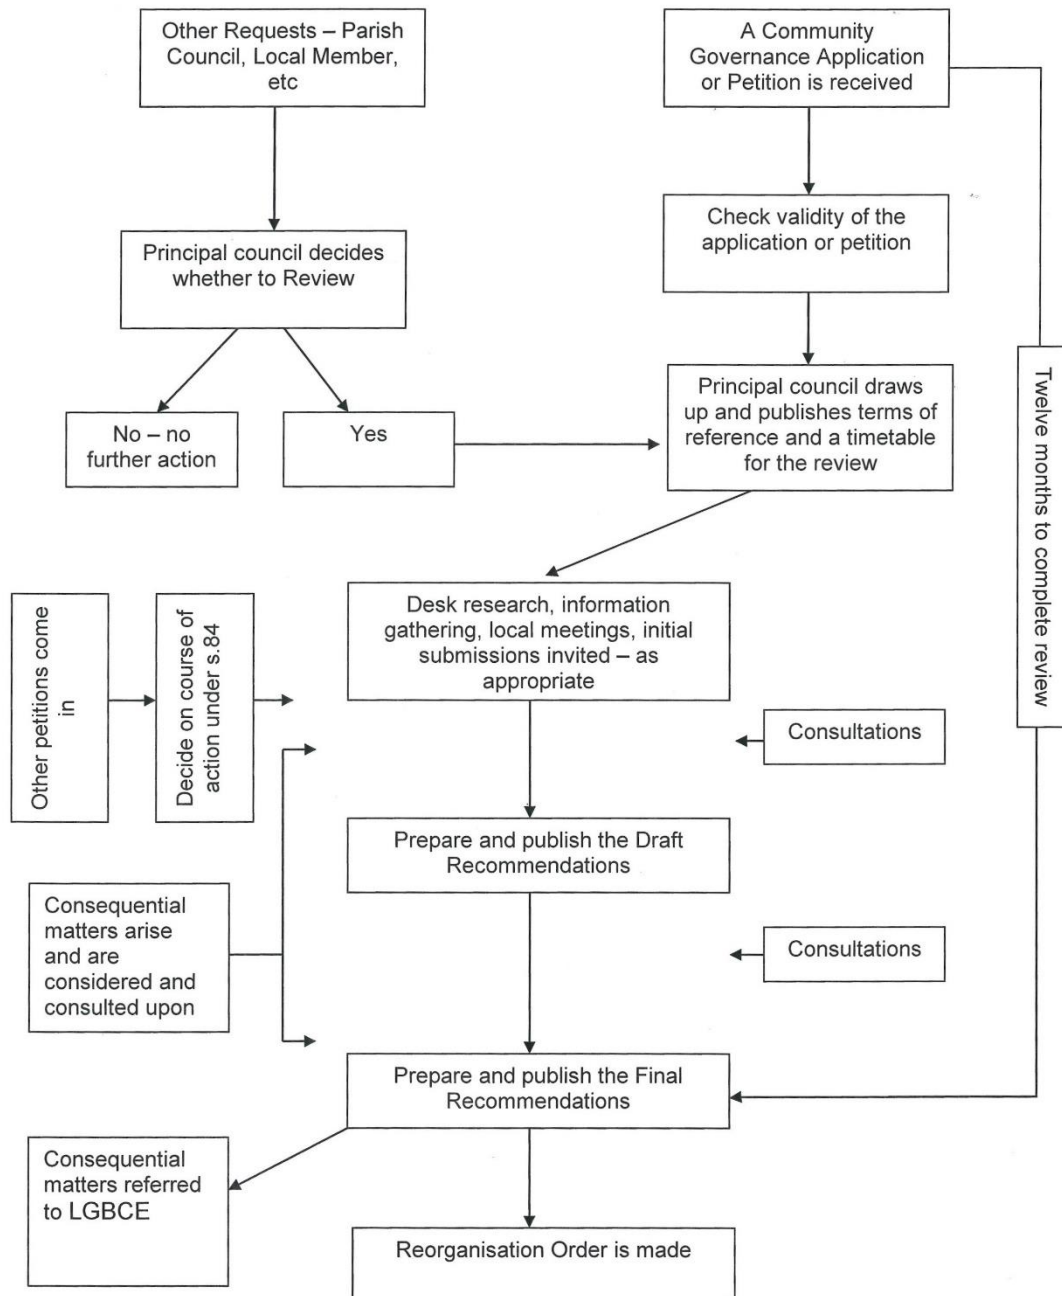 Other Requests – Parish
Council, Local Member,
etc
A Community
Governance Application
or Petition is received
Check validity of the
application or petition
Principal council decides
whether to Review
Twelve months to complete review
Principal council draws
up and publishes terms of
reference and a timetable
for the review
No – no
further action
Yes
Desk research, information
gathering, local meetings, initial
submissions invited – as
appropriate
Other petitions come
in
Decide on course of
action under s.84
Consultations
Prepare and publish the Draft
Recommendations
Consequential
matters arise
and are
considered and
consulted upon
Consultations
Prepare and publish the Final
Recommendations
Consequential
matters referred
to LGBCE
Reorganisation Order is made